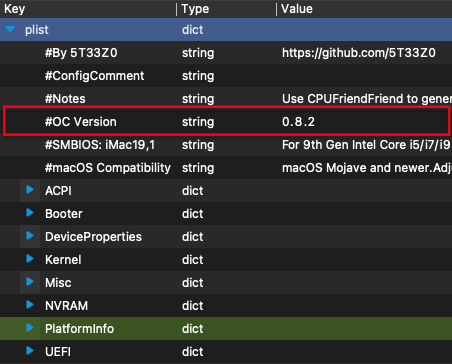 Key Type Value
plist dict
#By 5T33Z0 string https://github.com/5T33Z0
#ConfigComment string
#Notes string Use CPUFriendFriend to gener
#OC Version string 0.8.2
#SMBIOS: iMac19,1 string For 9th Gen Intel Core i5/i7/i9
#macOS Compatibility string macOS Mojave and newer.Adju
ACPI dict
Booter dict
DeviceProperties dict
Kernel dict
Misc dict
NVRAM dict
PlatformInfo dict
UEFI dict